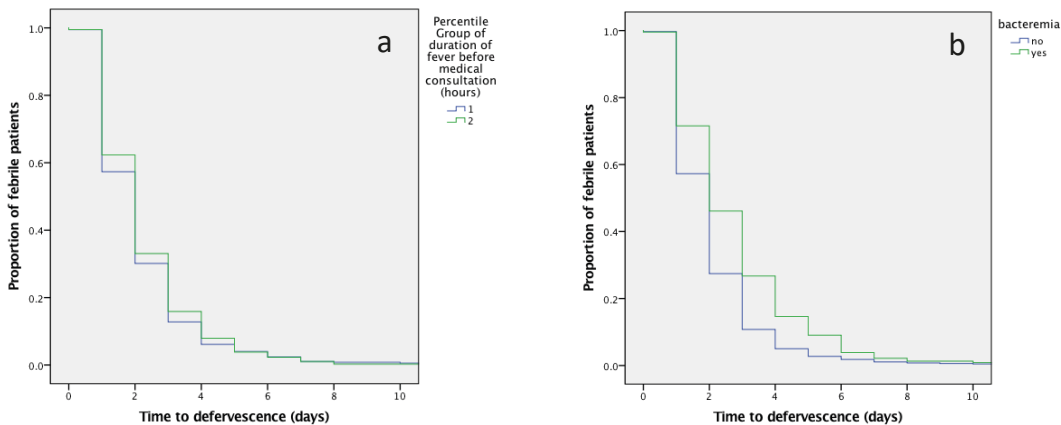 a
Percentile
Group of
duration of
fever before
medical
consultation
(hours)
1
2
Proportion of febrile patients
1.0
0.8
0.6
0.4
0.2
0.0
0
2
4
6
8
10
Time to defervescence (days)
b
bacteremia
no
yes
Proportion of febrile patients
1.0
0.8
0.6
0.4
0.2
0.0
0
2
4
6
8
10
Time to defervescence (days)